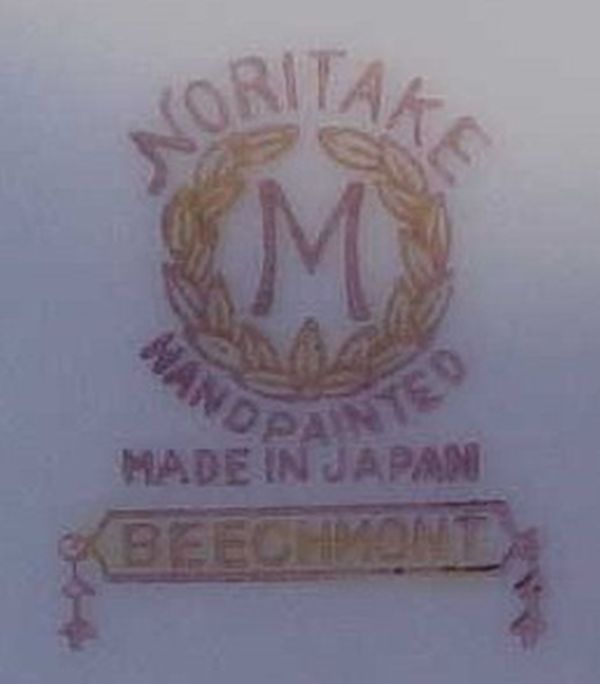 NORITAKE
M
HANDPAINTED
MADE IN JAPAN
BEECHMONT